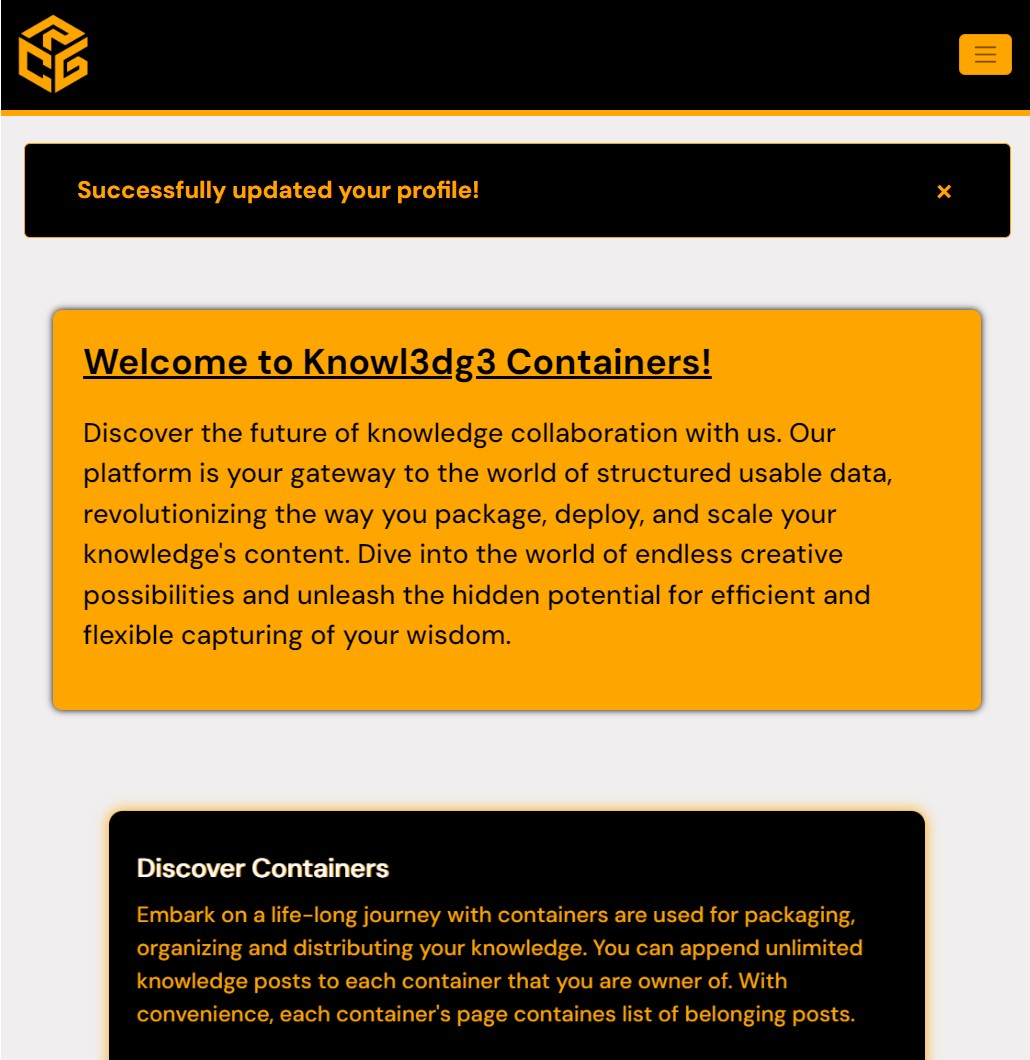 Successfully updated your profile!
×
Welcome to Knowl3dg3 Containers!
Discover the future of knowledge collaboration with us. Our
platform is your gateway to the world of structured usable data,
revolutionizing the way you package, deploy, and scale your
knowledge's content. Dive into the world of endless creative
possibilities and unleash the hidden potential for efficient and
flexible capturing of your wisdom.
Discover Containers
Embark on a life-long journey with containers are used for packaging,
organizing and distributing your knowledge. You can append unlimited
knowledge posts to each container that you are owner of. With
convenience, each container's page containes list of belonging posts.